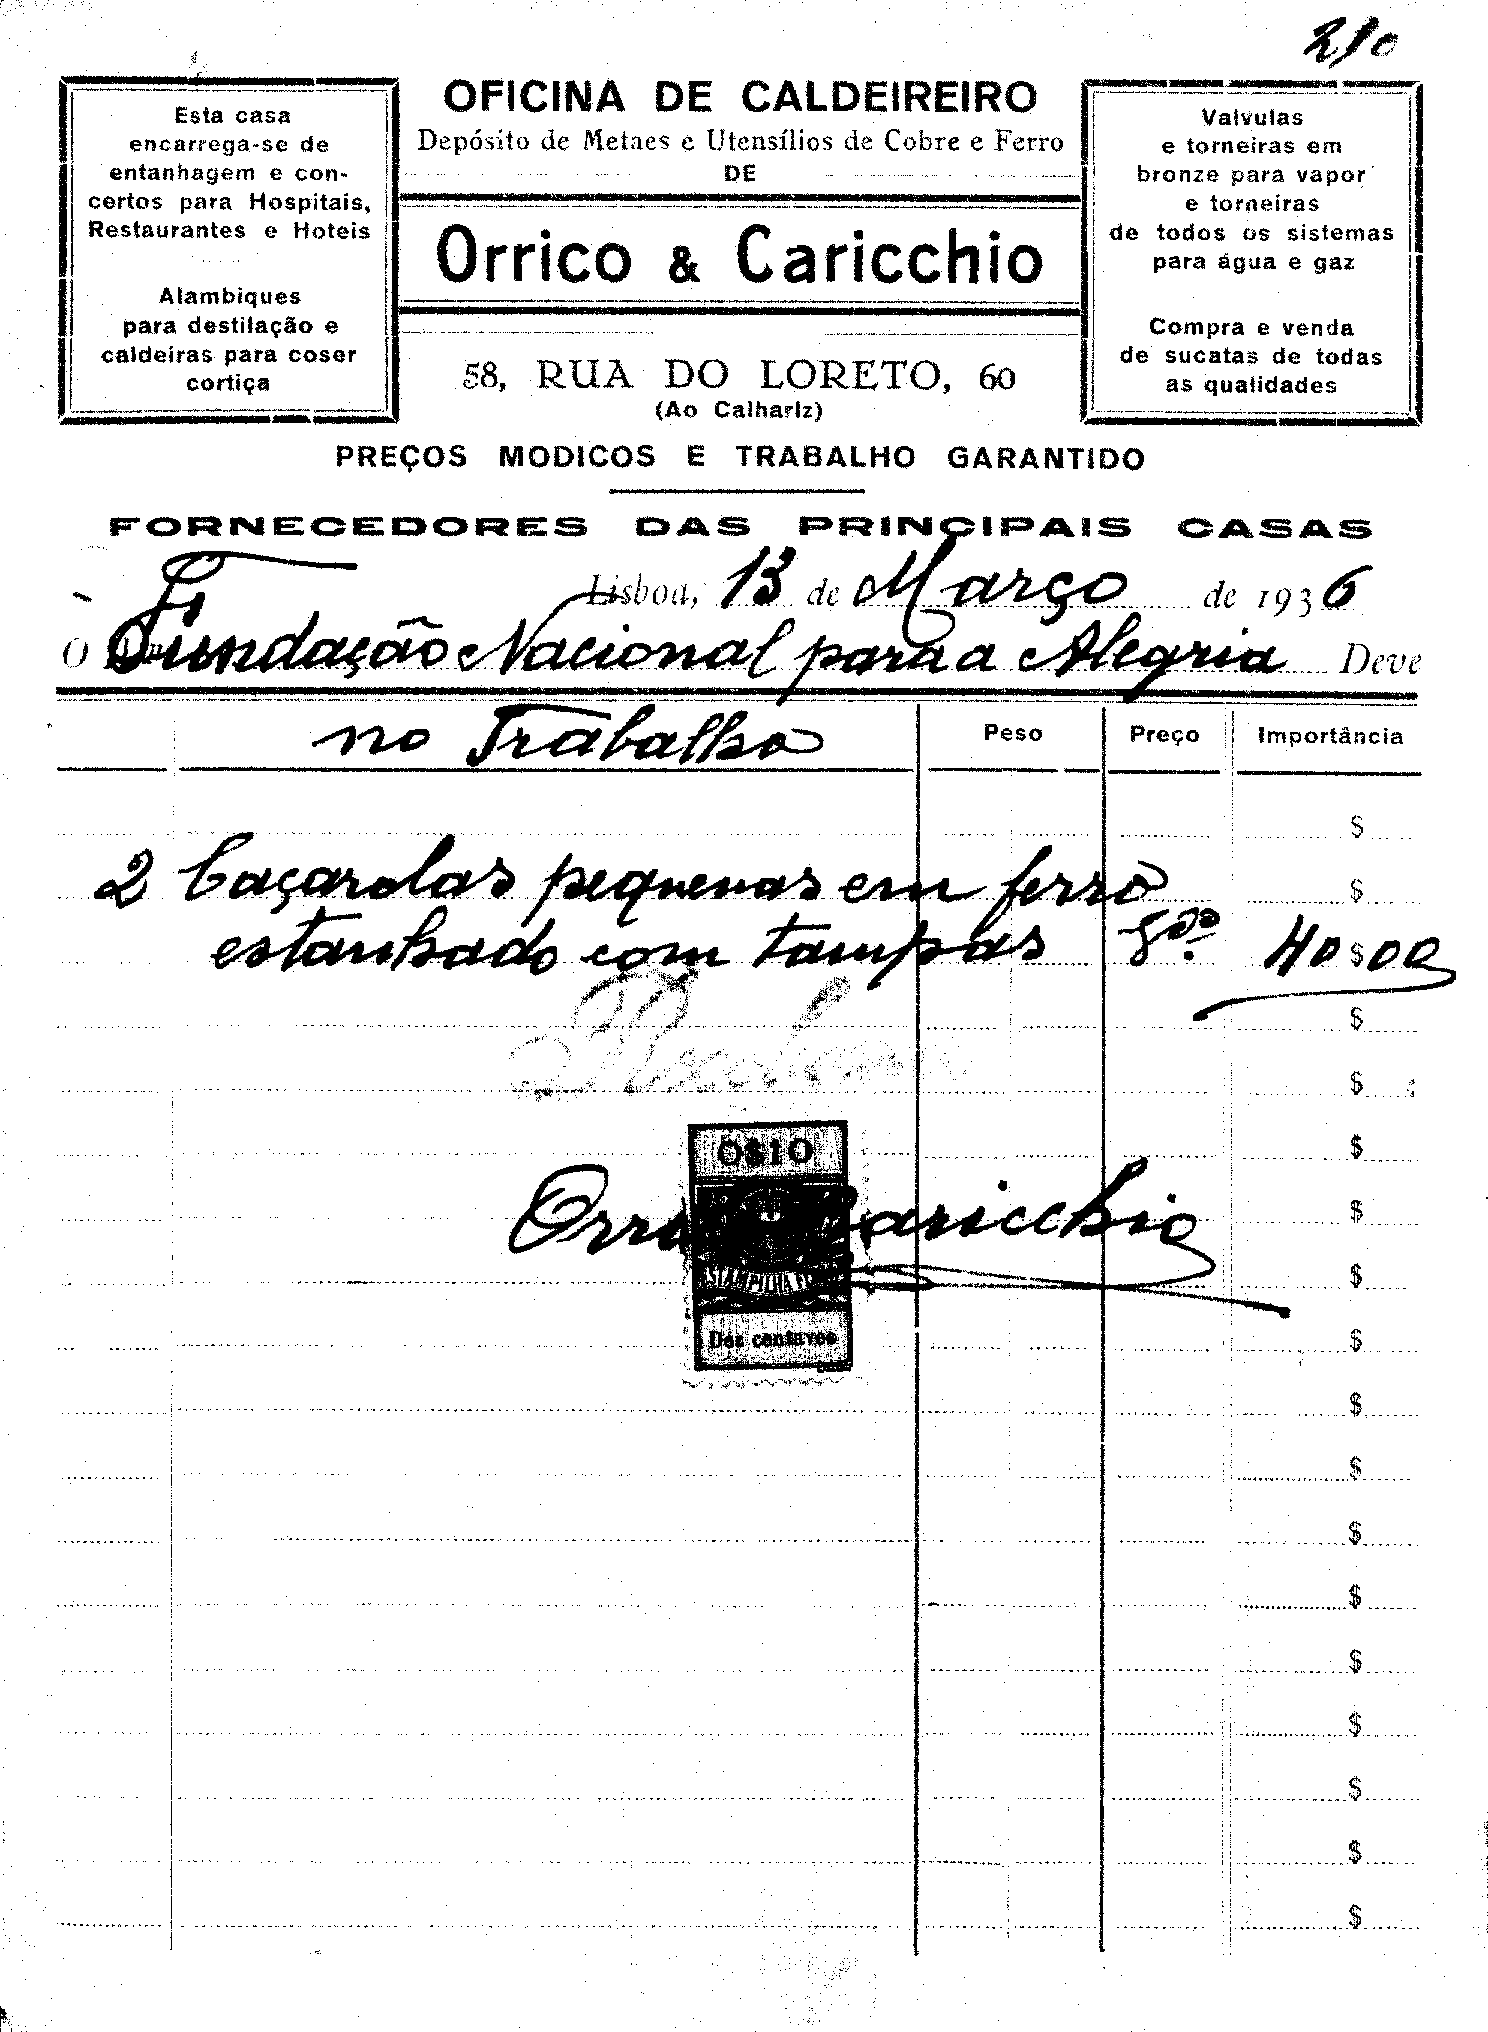 210
Esta casa
encarrega-se de
entanhagem e con-
certos para Hospitais,
Restaurantes e Hoteis
Alambiques
para destilação e
caldeiras para coser
cortiça
OFICINA DE CALDEIREIRO
Depósito de Metaes e Utensílios de Cobre e Ferro
DE
Orrico & Caricchio
58, RUA DO LORETO, 60
(Ao Calhariz)
Valvulas
e torneiras em
bronze para vapor
e torneiras
de todos os sistemas
para água e gaz
Compra e venda
de sucatas de todas
as qualidades
PREÇOS MODICOS E TRABALHO GARANTIDO
FORNECEDORES DAS PRINCIPAIS CASAS
Lisboa, 13 de Março de 1936
O Fundação Nacional para a Alegria Deve
no Trabalho Peso Preço Importância
$
2 Caçarolas pequenas em ferro $
estanhado com tampas 40$00
$
$
$
0$10
Orrico Caricchio $
ESTAMPILHA $
Dez centavos $
$
$
$
$
$
$
$
$
$